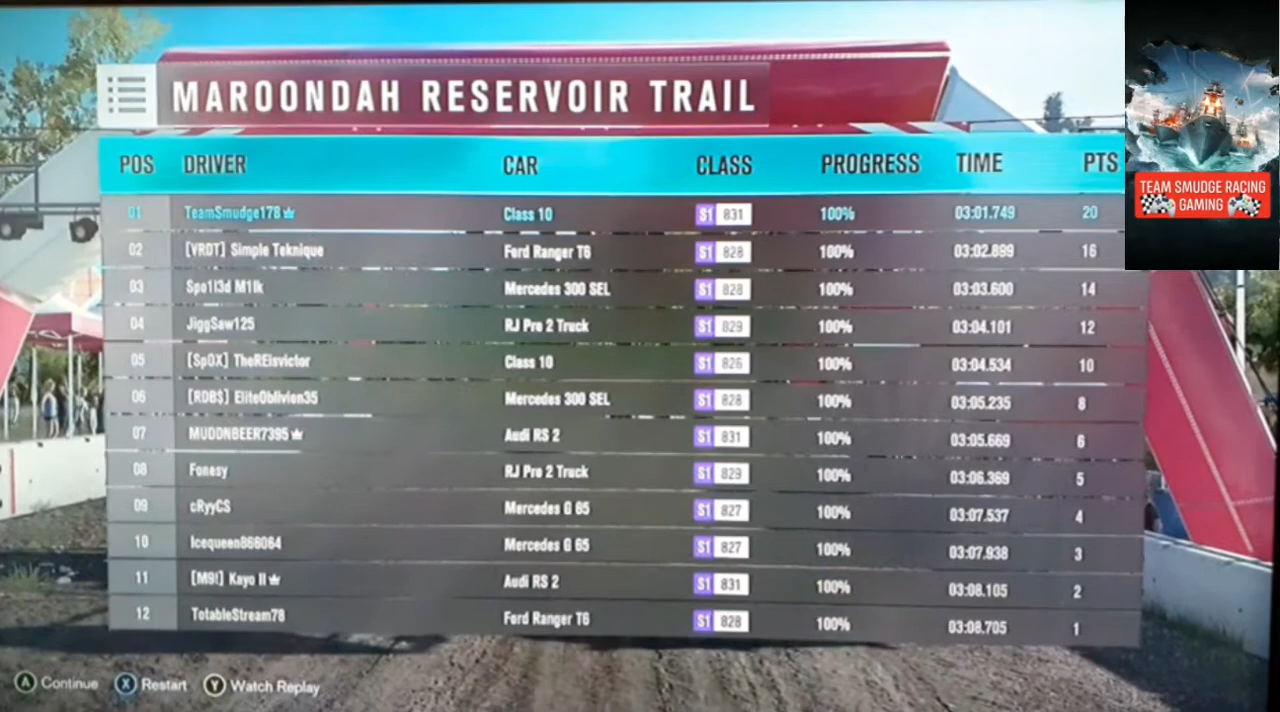 MAROONDAH RESERVOIR TRAIL
POS DRIVER CAR CLASS PROGRESS TIME PTS
01 TeamSmudge178 Class 10 S1 831 100% 03:01.749 20
02 [VRDT] Simple Teknique Ford Ranger T6 S1 828 100% 03:02.899 16
03 Spo1l3d M1lk Mercedes 300 SEL S1 828 100% 03:03.600 14
04 JiggSaw125 RJ Pro 2 Truck S1 829 100% 03:04.101 12
05 [SpOX] TheREisvictor Class 10 S1 826 100% 03:04.534 10
06 [RDB$] EliteOblivion35 Mercedes 300 SEL S1 828 100% 03:05.235 8
07 MUDDNBEER7395 Audi RS 2 S1 831 100% 03:05.669 6
08 Fonesy RJ Pro 2 Truck S1 829 100% 03:06.369 5
09 cRyyCS Mercedes G 65 S1 827 100% 03:07.537 4
10 Icequeen866064 Mercedes G 65 S1 827 100% 03:07.938 3
11 [M9!] Kayo II Audi RS 2 S1 831 100% 03:08.105 2
12 TotableStream78 Ford Ranger T6 S1 828 100% 03:08.705 1
A Continue X Restart Y Watch Replay
TEAM SMUDGE RACING
GAMING